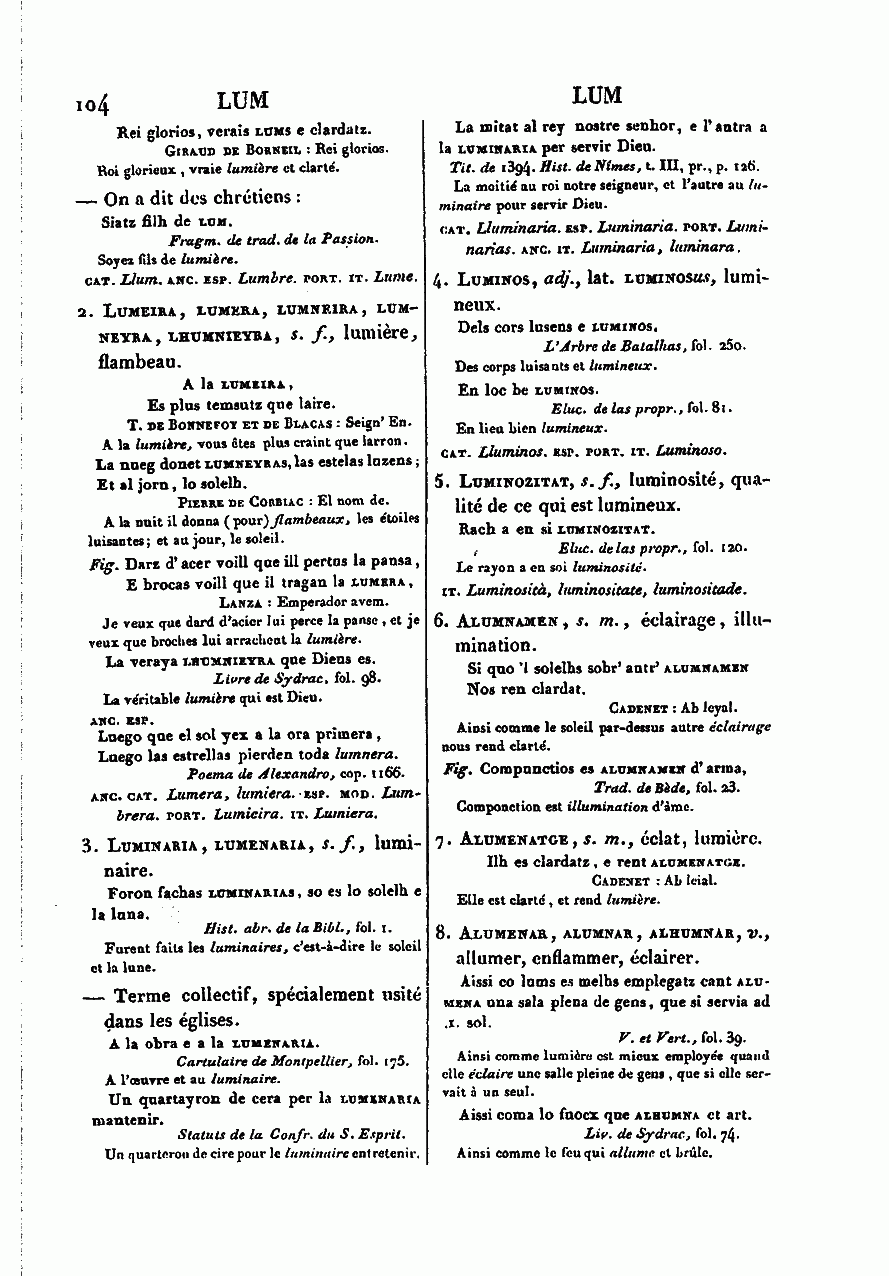 104 LUM
Rei glorios, verais LUMS e clardatz.
GIRAUD DE BORNEIL : Rei glorios.
Roi glorieux, vraie lumière et clarté.
— On a dit des chrétiens :
Siatz filh de LUM.
Fragm. de trad. de la Passion.
Soyez fils de lumière.
CAT. Llum. ANC. ESP. Lumbre. PORT. IT. Lume.
2. LUMEIRA, LUMERA, LUMNEIRA, LUM-
NEYRA, LHUMNIEYRA, s. f., lumière,
flambeau.
A la LUMEIRA,
Es plus temsutz que laire.
T. DE BONNEFOY ET DE BLACAS : Seign' En.
A la lumière, vous êtes plus craint que larron.
La nueg donet LUMNEYRAS, las estelas luzens;
Et al jorn, lo solelh.
PIERRE DE CORBIAC : El nom de.
A la nuit il donna (pour) flambeaux, les étoiles
luisantes; et au jour, le soleil.
Fig. Darz d'acer voill que ill pertus la pansa,
E brocas voill que il tragan la LUMERA,
LANZA : Emperador avem.
Je veux que dard d'acier lui perce la panse, et je
veux que broches lui arrachent la lumière.
La veraya LHUMNIEYRA que Dieus es.
Livre de Sydrac, fol. 98.
La véritable lumière qui est Dieu.
ANC. ESP.
Luego que el sol yex a la ora primera,
Luego las estrellas pierden toda lumnera.
Poema de Alexandro, cop. 1166.
ANC. CAT. Lumera, lumiera. ESP. MOD. Lum-
brera. PORT. Lumieira. IT. Lumiera.
3. LUMINARIA, LUMENARIA, s. f., lumi-
naire.
Foron fachas LUMINARIAS, so es lo solelh e
la luna.
Hist. abr. de la Bibl., fol. 1.
Furent faits les luminaires, c'est-à-dire le soleil
et la lune.
— Terme collectif, spécialement usité
dans les églises.
A la obra e a la LUMENARIA.
Cartulaire de Montpellier, fol. 175.
A l'œuvre et au luminaire.
Un quartayron de cera per la LUMENARIA
mantenir.
Statuts de la Confr. du S. Esprit.
Un quarteron de cire pour le luminaire entretenir.
LUM
La mitat al rey nostre senhor, e l'autra a
la LUMINARIA per servir Dieu.
Tit. de 1394. Hist. de Nîmes, t. III, pr., p. 126.
La moitié au roi notre seigneur, et l'autre au lu-
minaire pour servir Dieu.
CAT. Lluminaria. ESP. Luminaria. PORT. Lumi-
narias. ANC. IT. Luminaria, luminara.
4. LUMINOS, adj., lat. LUMINOSus, lumi-
neux.
Dels cors lusens e LUMINOS.
L'Arbre de Batalhas, fol. 250.
Des corps luisants et lumineux.
En loc be LUMINOS.
Eluc. de las propr., fol. 81.
En lieu bien lumineux.
CAT. Lluminos. ESP. PORT. IT. Luminoso.
5. LUMINOZITAT, s. f., luminosité, qua-
lité de ce qui est lumineux.
Rach a en si LUMINOZITAT.
Eluc. de las propr., fol. 120.
Le rayon a en soi luminosité.
IT. Luminosità, luminositate, luminositade.
6. ALUMNAMEN, s. m., éclairage, illu-
mination.
Si quo 'l solelhs sobr' autr' ALUMNAMEN
Nos ren clardat.
CADENET : Ab leyal.
Ainsi comme le soleil par-dessus autre éclairage
nous rend clarté.
Fig. Compunctios es ALUMNAMEN d'arma,
Trad. de Bède, fol. 23.
Componction est illumination d'âme.
7. ALUMENATGE, s. m., éclat, lumière.
Ilh es clardatz, e rent ALUMENATGE.
CADENET : Ab leial.
Elle est clarté, et rend lumière.
8. ALUMENAR, ALUMNAR, ALHUMNAR, v.,
allumer, enflammer, éclairer.
Aissi co lums es melhs emplegatz cant ALU-
MENA una sala plena de gens, que si servia ad
.I. sol.
V. et Vert., fol. 39.
Ainsi comme lumière est mieux employée quand
elle éclaire une salle pleine de gens, que si elle ser-
vait à un seul.
Aissi coma lo fuocx que ALHUMNA et art.
Liv. de Sydrac, fol. 74.
Ainsi comme le feu qui allume et brûle.